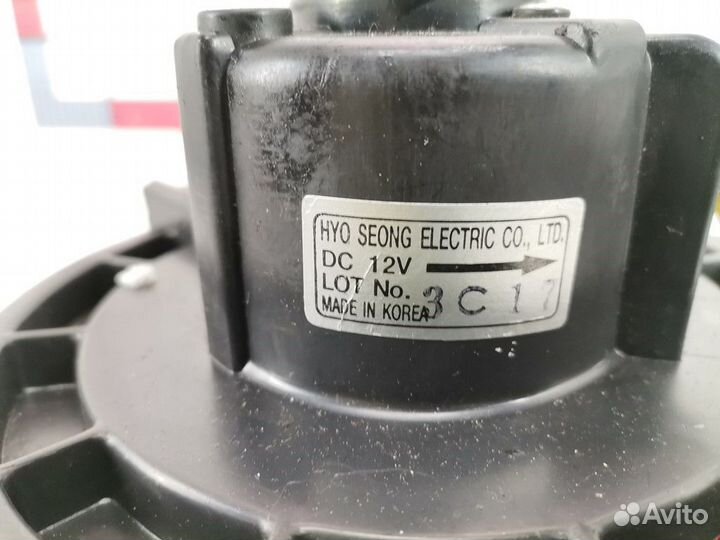 HYO SEONG ELECTRIC CO., LTD.
DC 12V
LOT No. 3C17
MADE IN KOREA
Avito